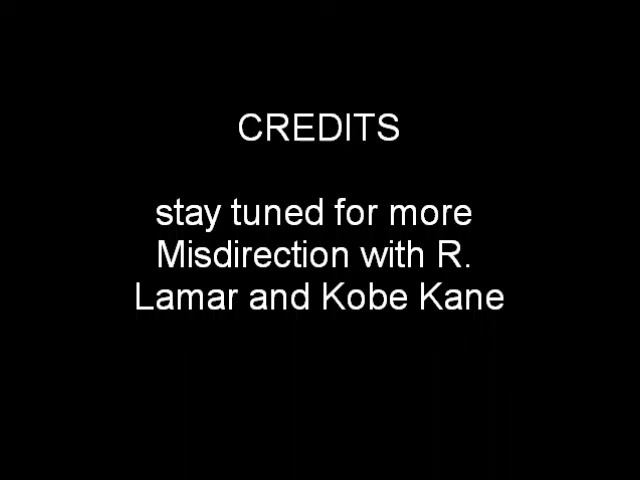 CREDITS
stay tuned for more
Misdirection with R.
Lamar and Kobe Kane